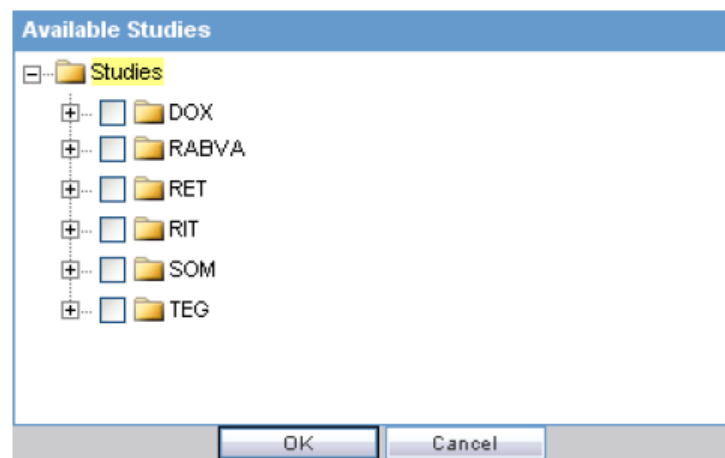 Available Studies
Studies
DOX
RABVA
RET
RIT
SOM
TEG
OK Cancel